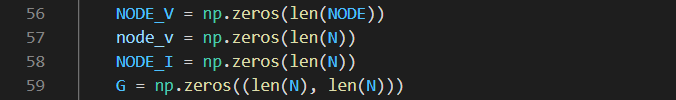 56 NODE_V = np.zeros(len(NODE))
57 node_v = np.zeros(len(N))
58 NODE_I = np.zeros(len(N))
59 G = np.zeros((len(N), len(N)))